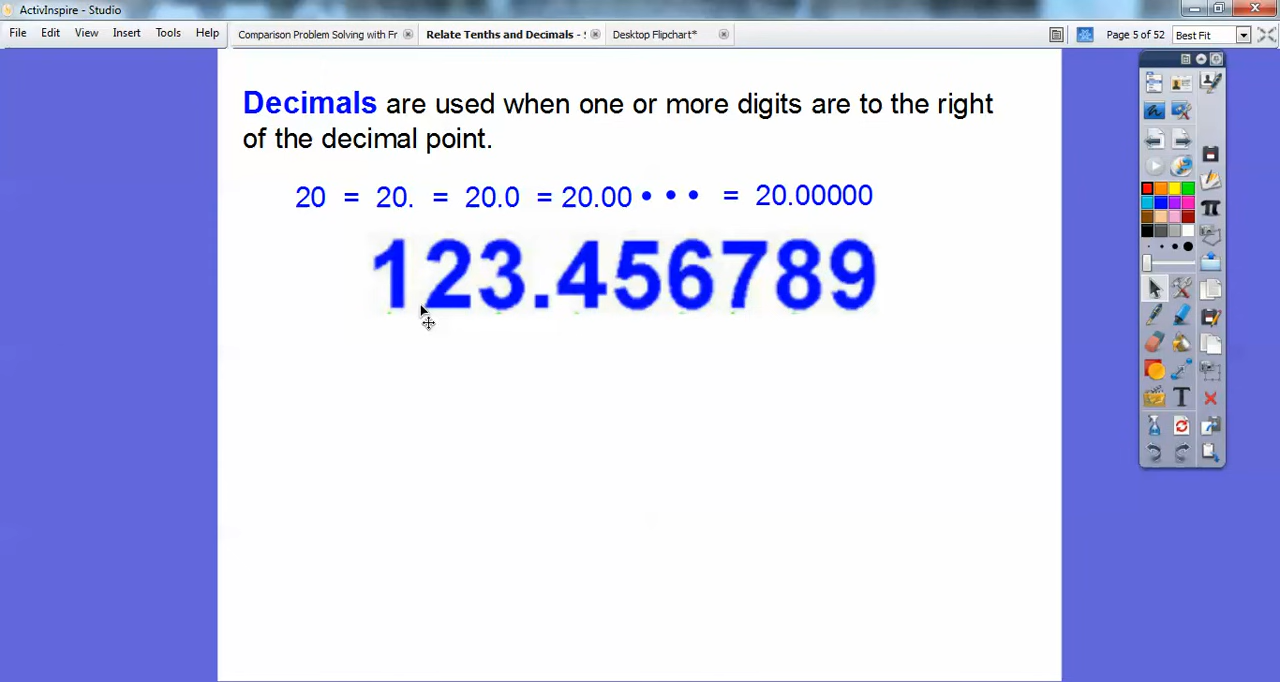 ActivInspire - Studio
File Edit View Insert Tools Help Comparison Problem Solving with Fr Relate Tenths and Decimals - Desktop Flipchart* Page 5 of 52 Best Fit
Decimals are used when one or more digits are to the right
of the decimal point.
20 = 20. = 20.0 = 20.00 • • • = 20.00000
123.456789